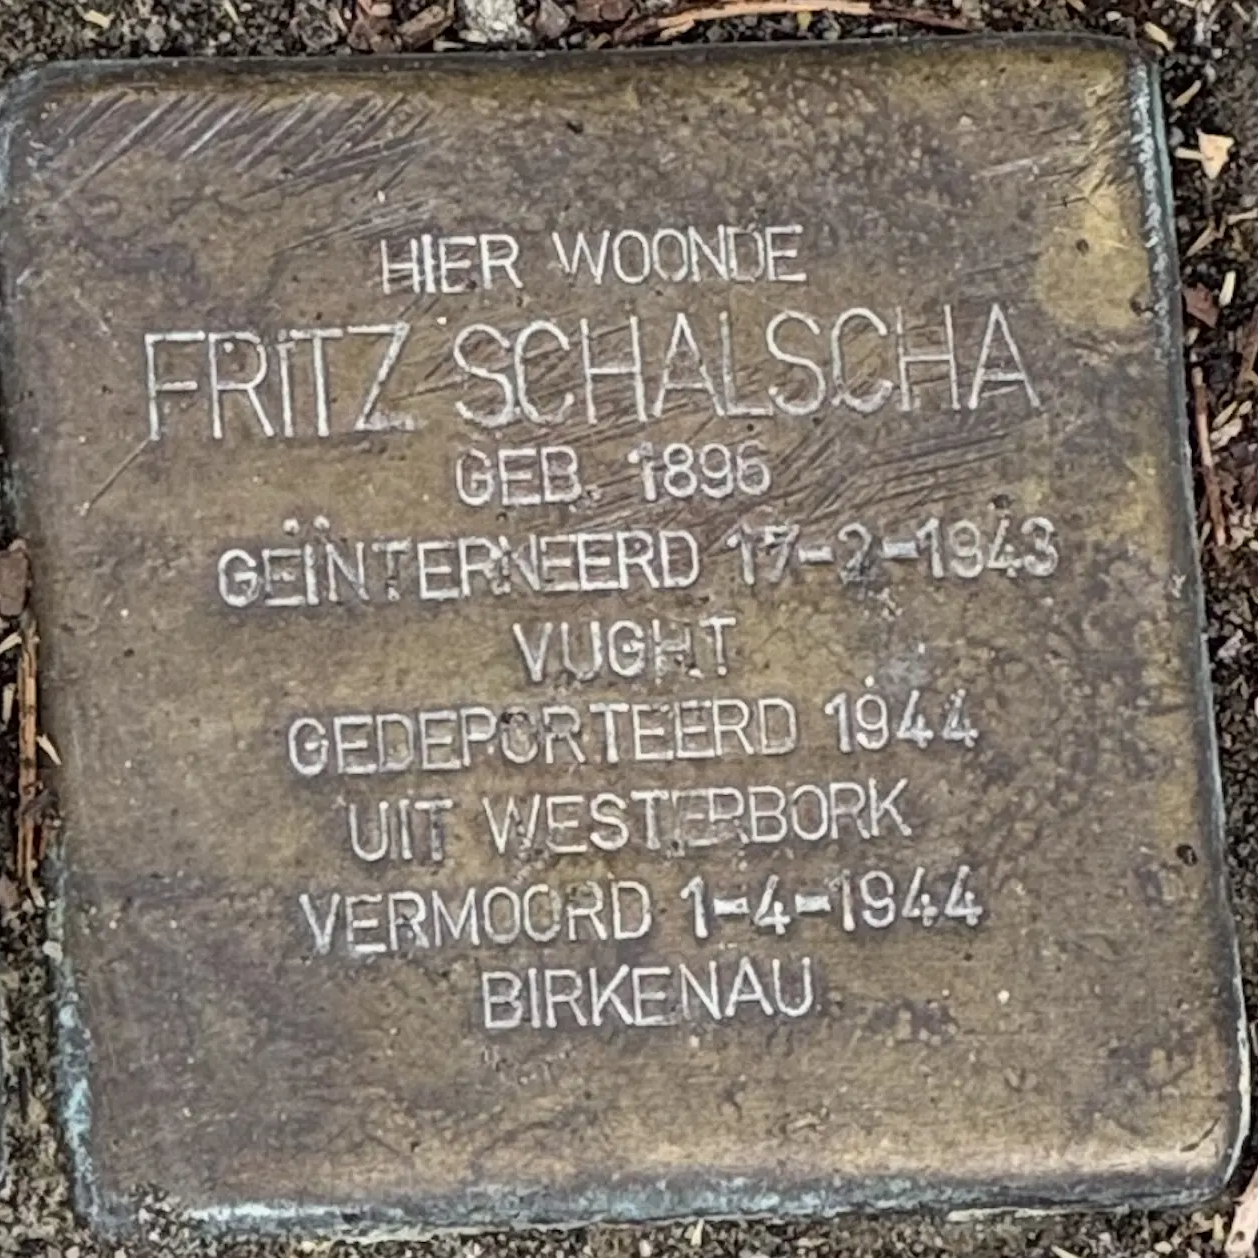 HIER WOONDE
FRITZ SCHALSCHA
GEB. 1896
GEÏNTERNEERD 17-2-1943
VUGHT
GEDEPORTEERD 1944
UIT WESTERBORK
VERMOORD 1-4-1944
BIRKENAU